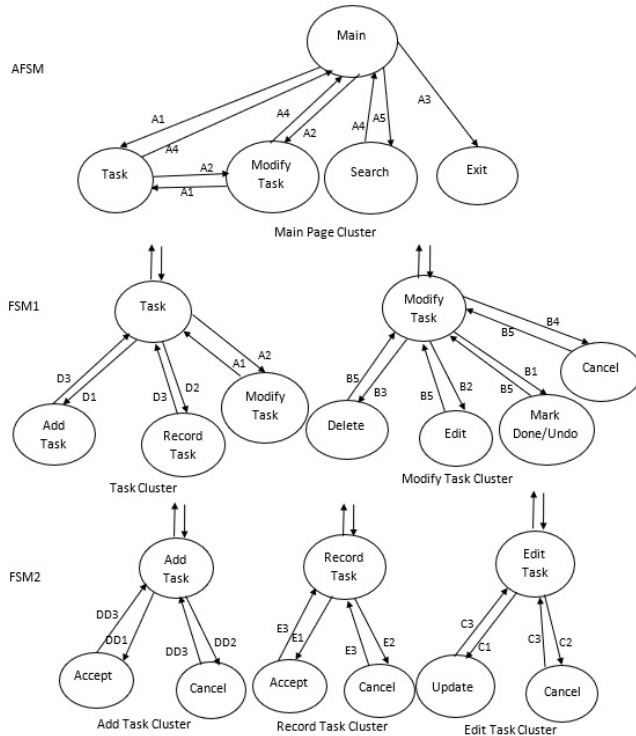 Main
AFSM
A1
A4
A4
A2
A4
A5
A3
Task
A2
A1
Modify
Task
Search
Exit
Main Page Cluster
FSM1
Task
D3
D1
D3
D2
A1
A2
Add
Task
Record
Task
Modify
Task
Task Cluster
Modify
Task
B4
B5
B5
B3
B5
B2
B1
B5
Cancel
Delete
Edit
Mark
Done/Undo
Modify Task Cluster
FSM2
Add
Task
DD3
DD1
DD3
DD2
Accept
Cancel
Add Task Cluster
Record
Task
E3
E1
E3
E2
Accept
Cancel
Record Task Cluster
Edit
Task
C3
C1
C3
C2
Update
Cancel
Edit Task Cluster